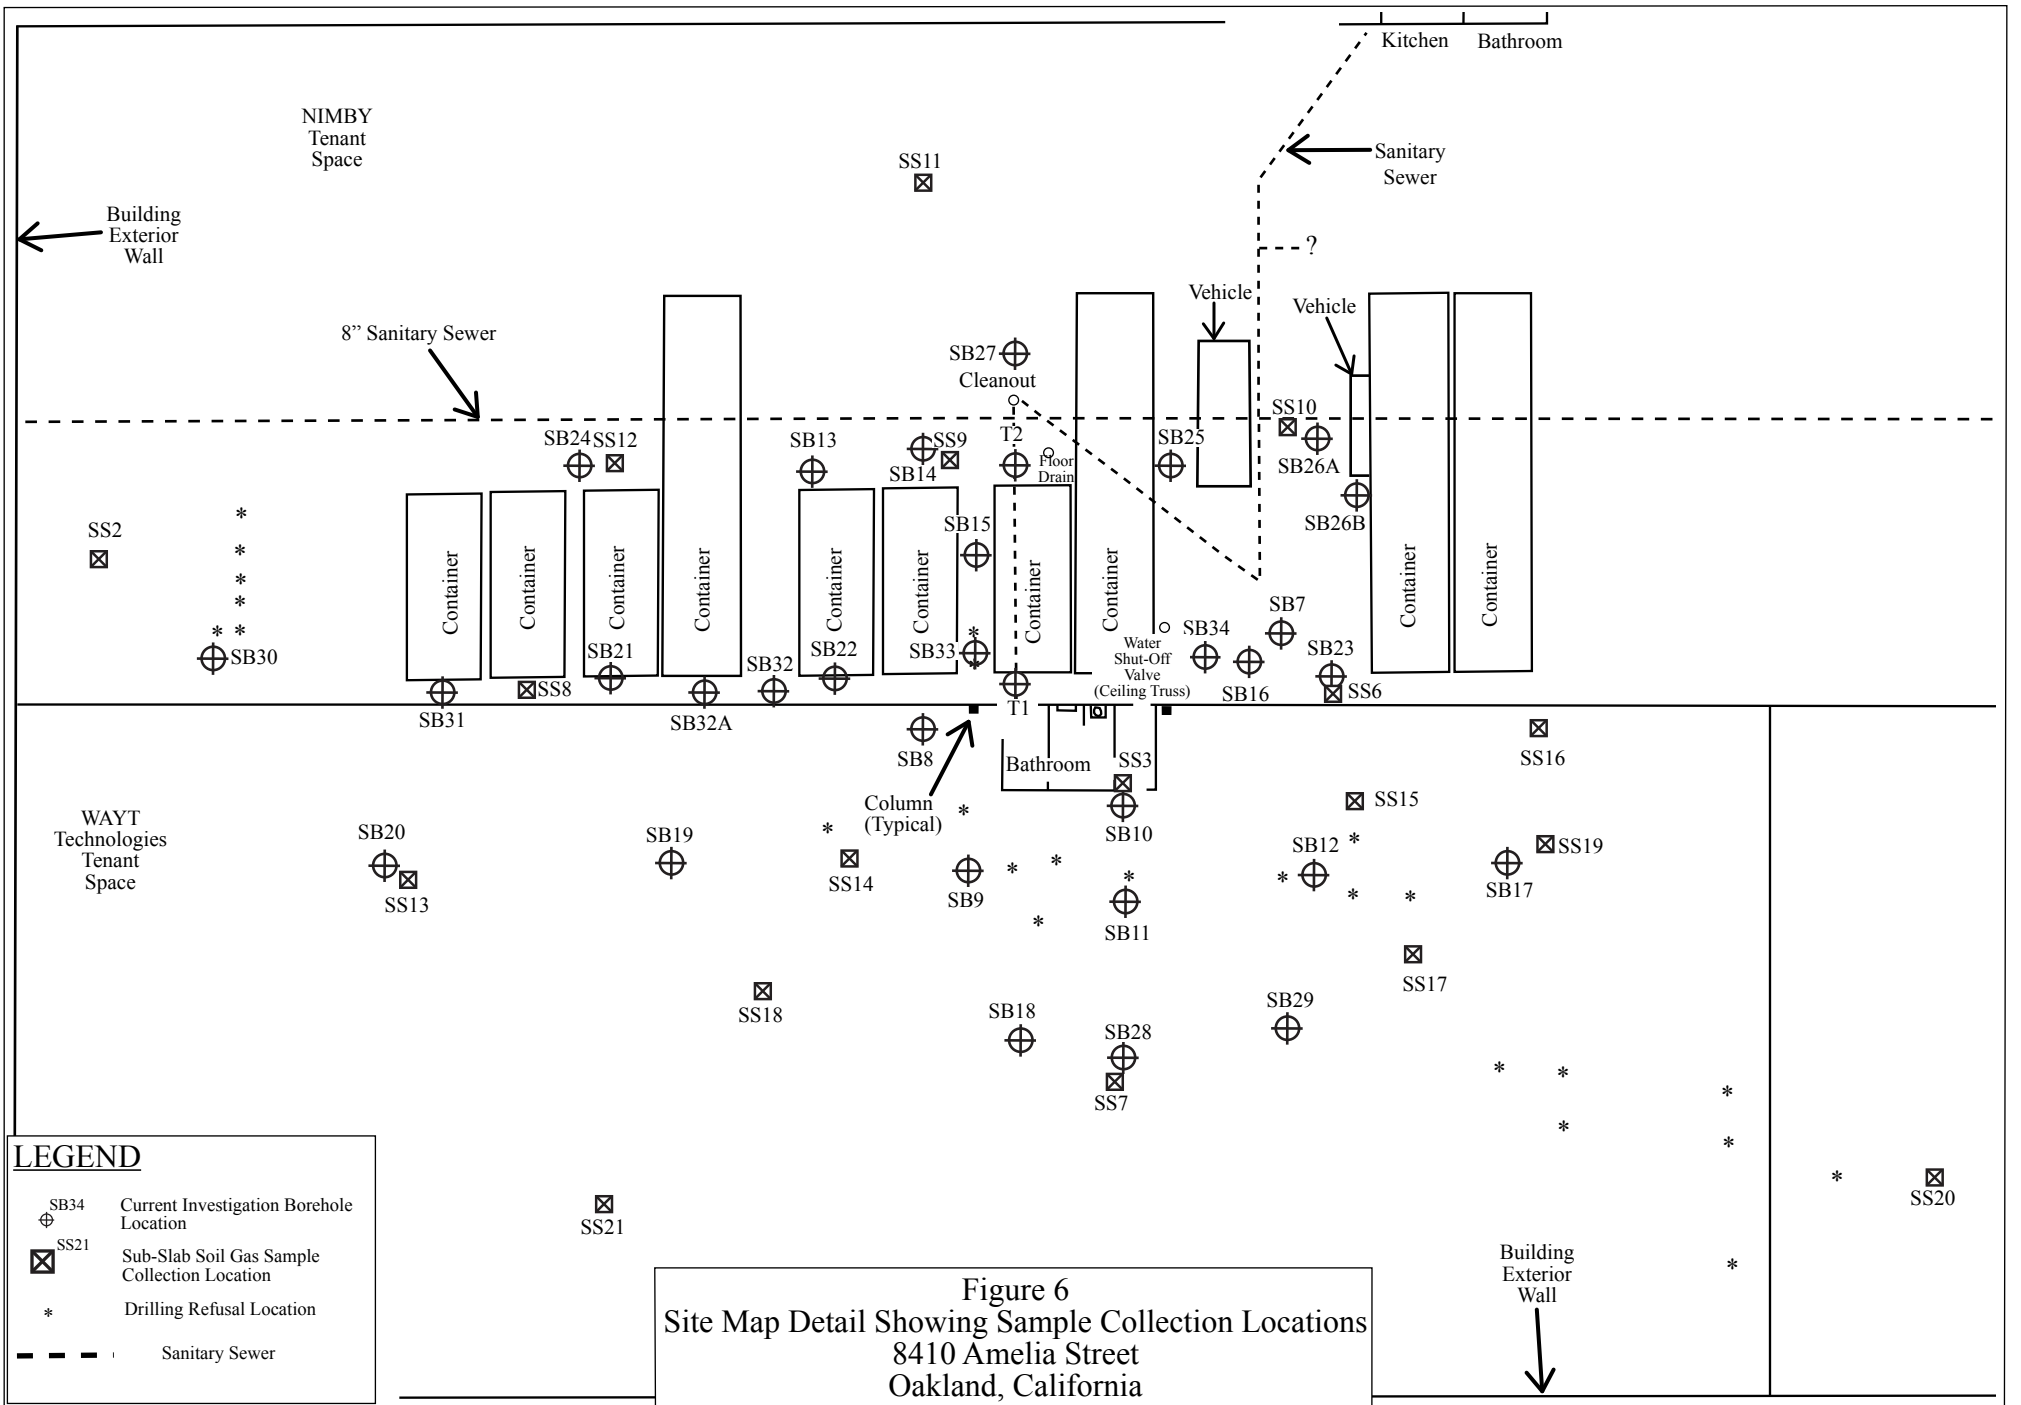 Kitchen
Bathroom
NIMBY
Tenant
Space
SS11
Sanitary
Sewer
Building
Exterior
Wall
?
Vehicle
Vehicle
8” Sanitary Sewer
SB27
Cleanout
SS10
SB24
SS12
SB13
SS9
SB14
T2
Floor
Drain
SB25
SB26A
SB26B
SS2
SB15
Container
Container
Container
Container
Container
Container
Container
Container
Container
Container
SB7
SB30
SB21
SB32
SB22
SB33
Water
Shut-Off
Valve
(Ceiling Truss)
SB34
SB23
SB31
SS8
SB32A
T1
SB16
SS6
SB8
Bathroom
SS3
SS16
Column
(Typical)
SS15
WAYT
Technologies
Tenant
Space
SB20
SB19
SB10
SB12
SS19
SS13
SS14
SB9
SB17
SB11
SS17
SS18
SB18
SB28
SB29
SS7
SS20
SS21
LEGEND
SB34
Current Investigation Borehole
Location
SS21
Sub-Slab Soil Gas Sample
Collection Location
* Drilling Refusal Location
Sanitary Sewer
Building
Exterior
Wall
Figure 6
Site Map Detail Showing Sample Collection Locations
8410 Amelia Street
Oakland, California